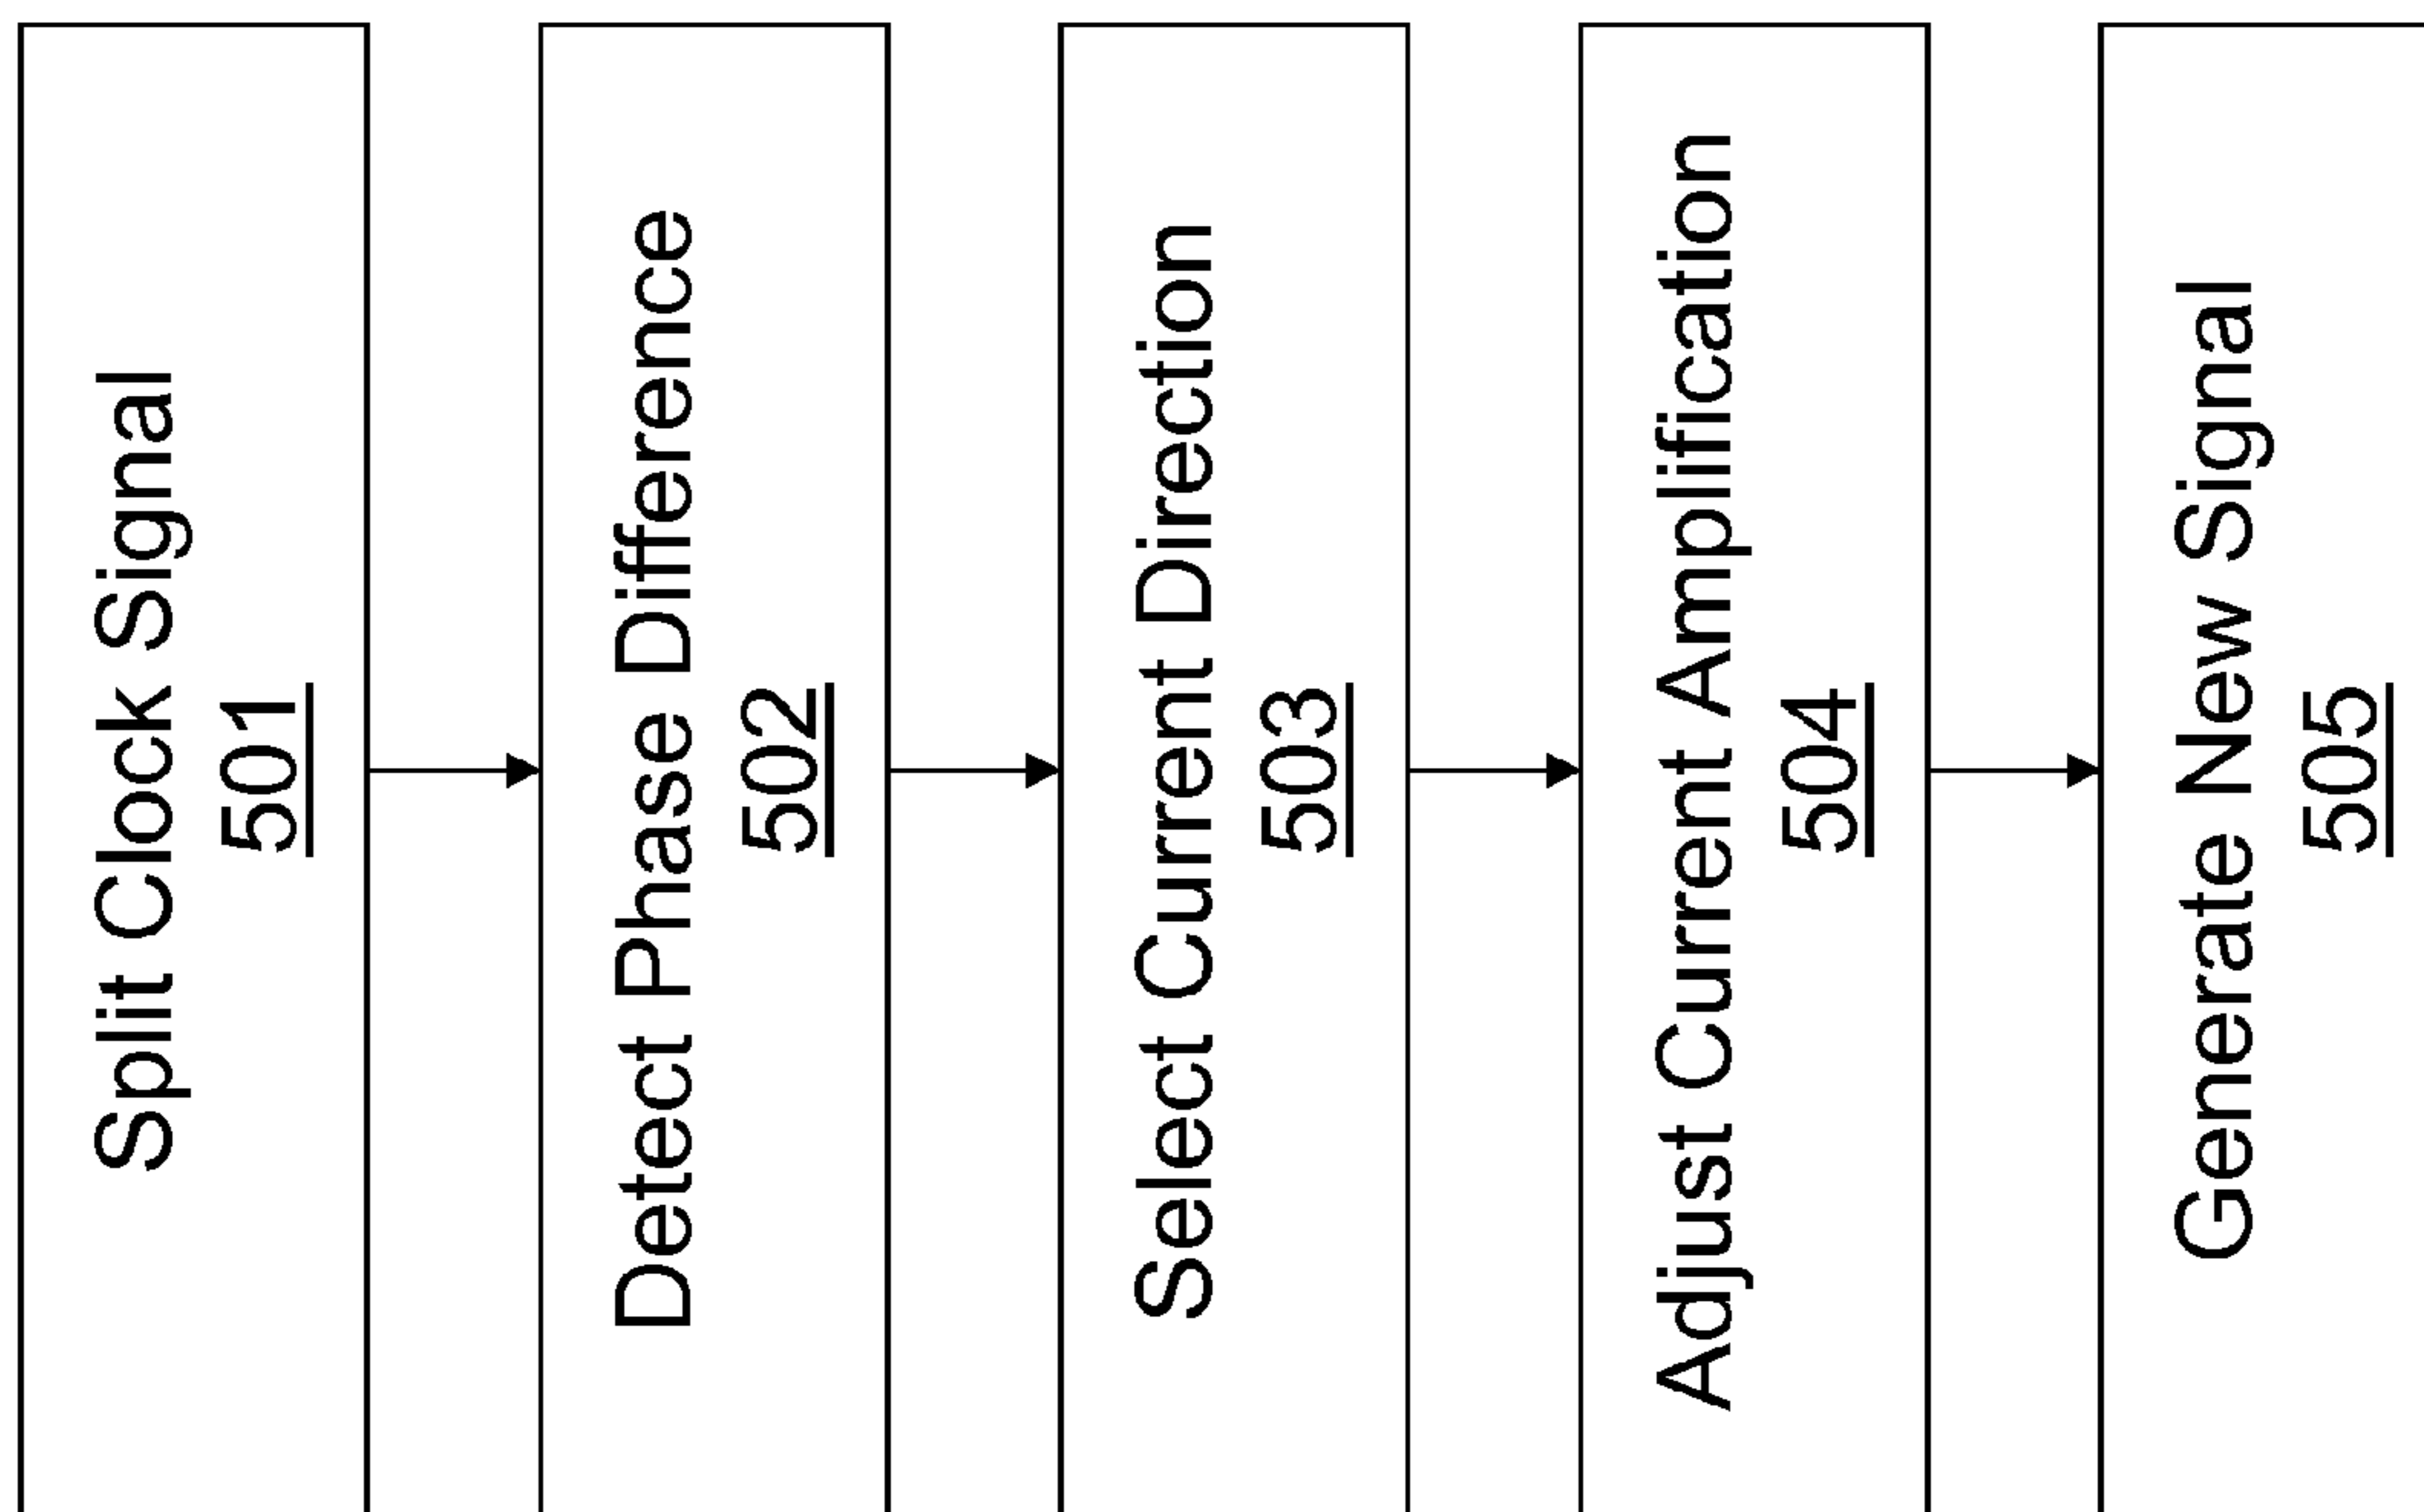 Split Clock Signal
501
Detect Phase Difference
502
Select Current Direction
503
Adjust Current Amplification
504
Generate New Signal
505